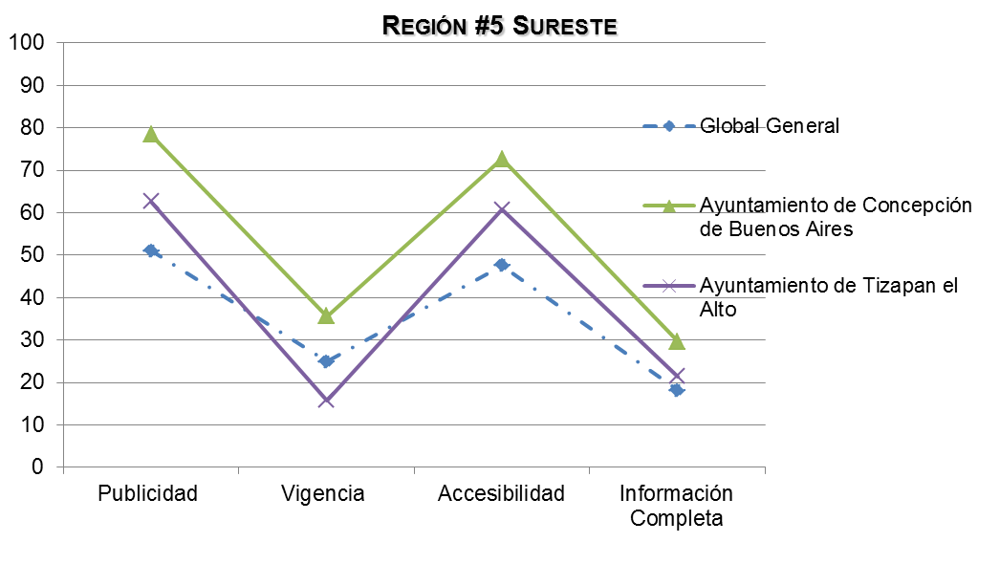 REGIÓN #5 SURESTE
100
90
80
70
60
50
40
30
20
10
0
Publicidad
Vigencia
Accesibilidad
Información
Completa
Global General
Ayuntamiento de Concepción
de Buenos Aires
Ayuntamiento de Tizapan el
Alto